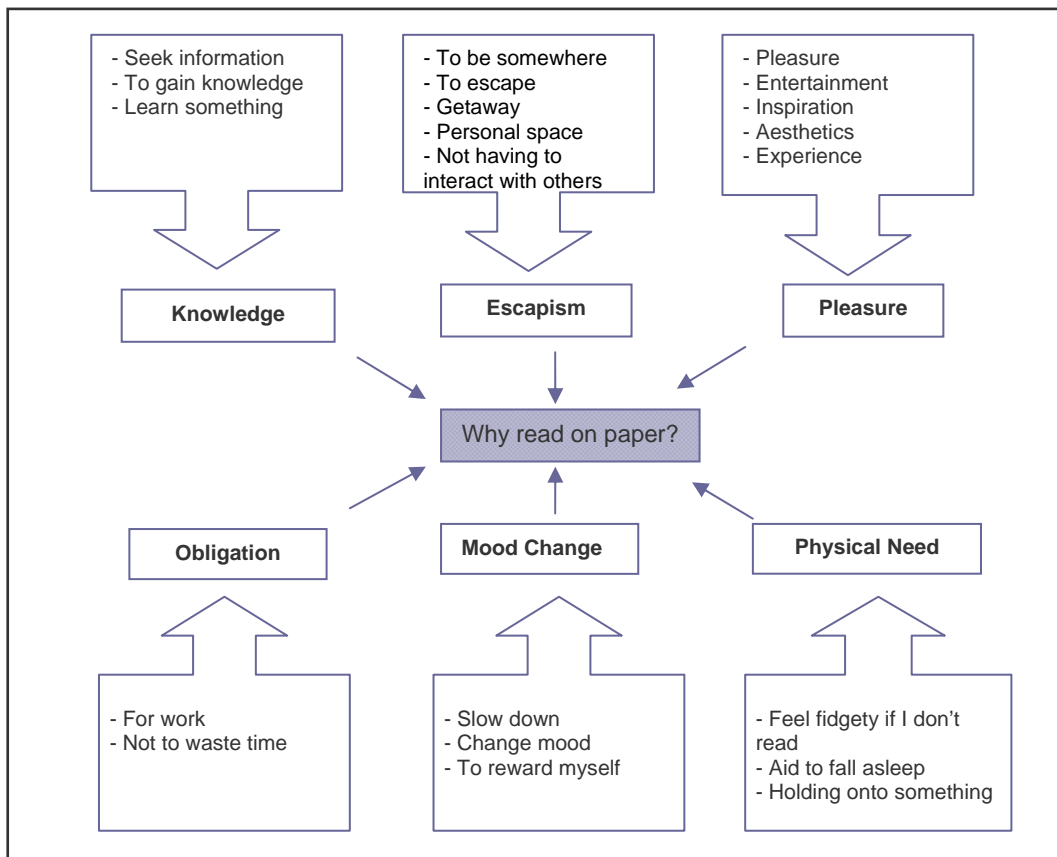 - Seek information
- To gain knowledge
- Learn something
- To be somewhere
- To escape
- Getaway
- Personal space
- Not having to
interact with others
- Pleasure
- Entertainment
- Inspiration
- Aesthetics
- Experience
Knowledge
Escapism
Pleasure
Why read on paper?
Obligation
Mood Change
Physical Need
- For work
- Not to waste time
- Slow down
- Change mood
- To reward myself
- Feel fidgety if I don’t
read
- Aid to fall asleep
- Holding onto something